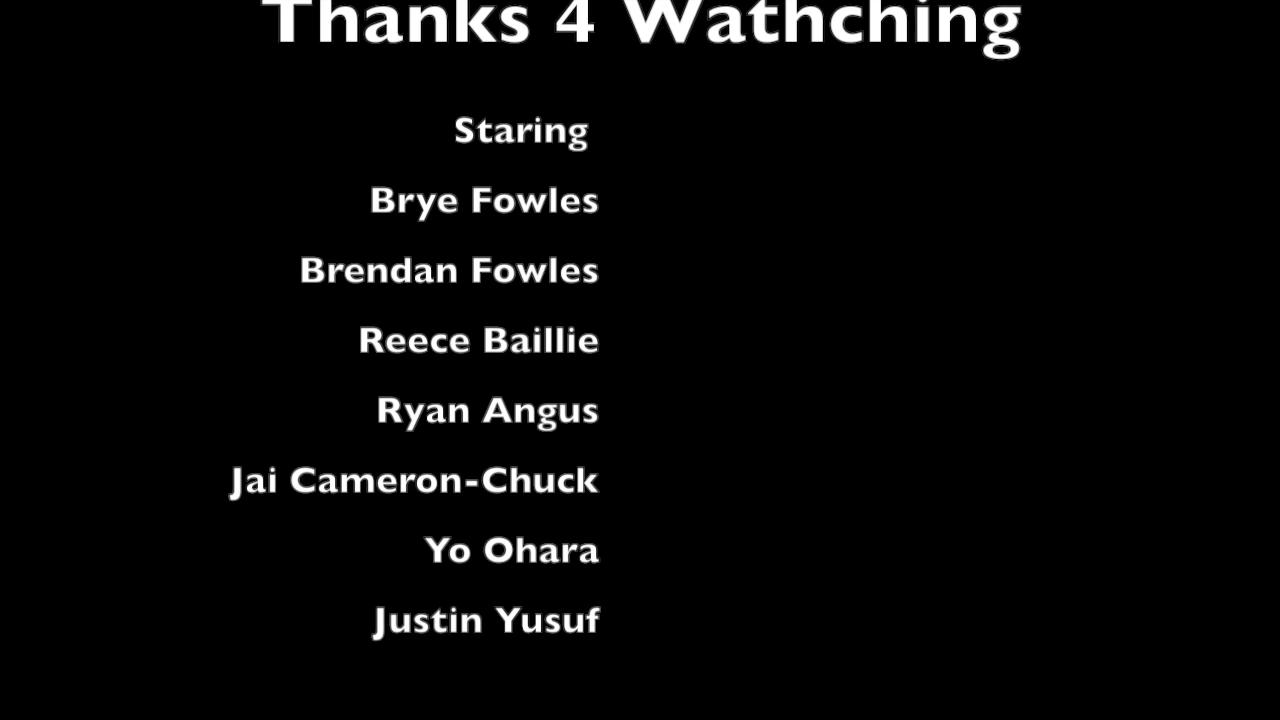 Thanks 4 Wathching
Staring
Brye Fowles
Brendan Fowles
Reece Baillie
Ryan Angus
Jai Cameron-Chuck
Yo Ohara
Justin Yusuf